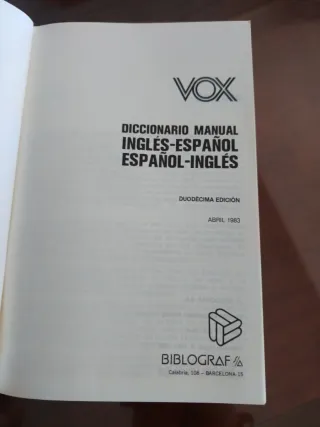 VOX
DICCIONARIO MANUAL
INGLÉS-ESPAÑOL
ESPAÑOL-INGLÉS
DUODÉCIMA EDICIÓN
ABRIL 1983
BIBLOGRAF S/A
Calabria, 108 – BARCELONA-15